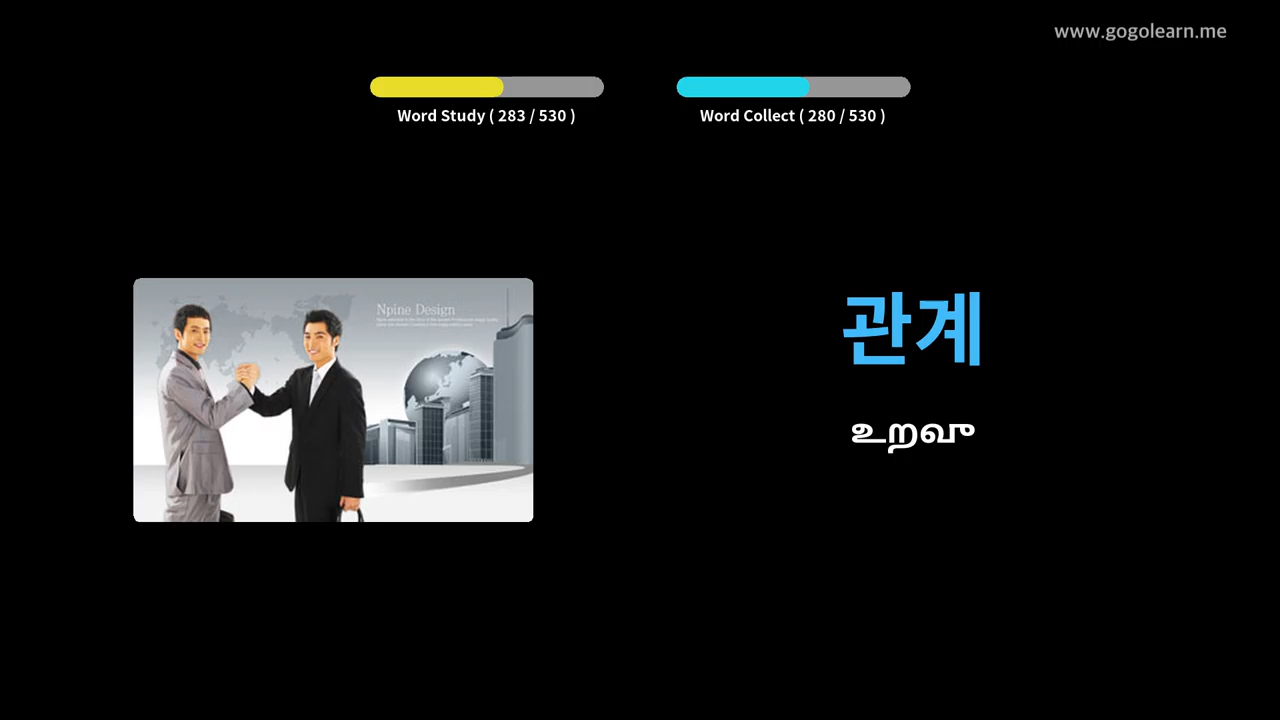 www.gogolearn.me
Word Study ( 283 / 530 )
Word Collect ( 280 / 530 )
Npine Design
관계
உறவு